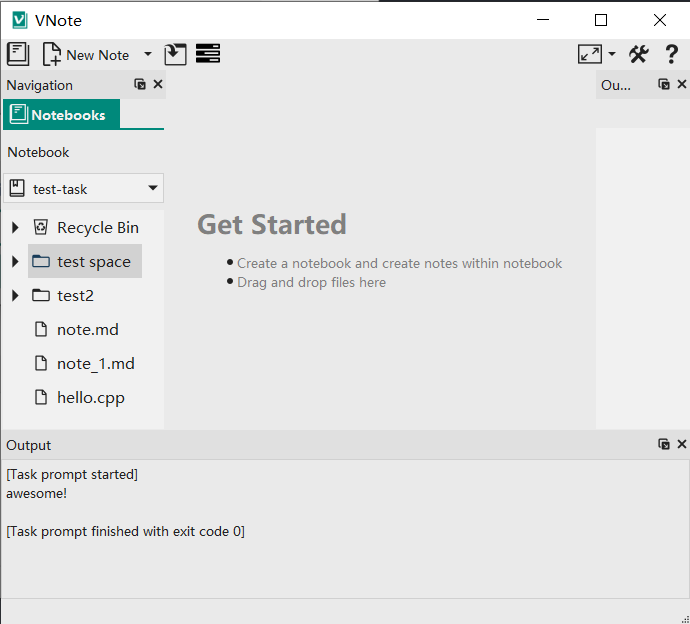 VNote
New Note
Navigation
Ou...
Notebooks
Notebook
test-task
Recycle Bin
test space
test2
note.md
note_1.md
hello.cpp
Get Started
Create a notebook and create notes within notebook
Drag and drop files here
Output
[Task prompt started]
awesome!
[Task prompt finished with exit code 0]